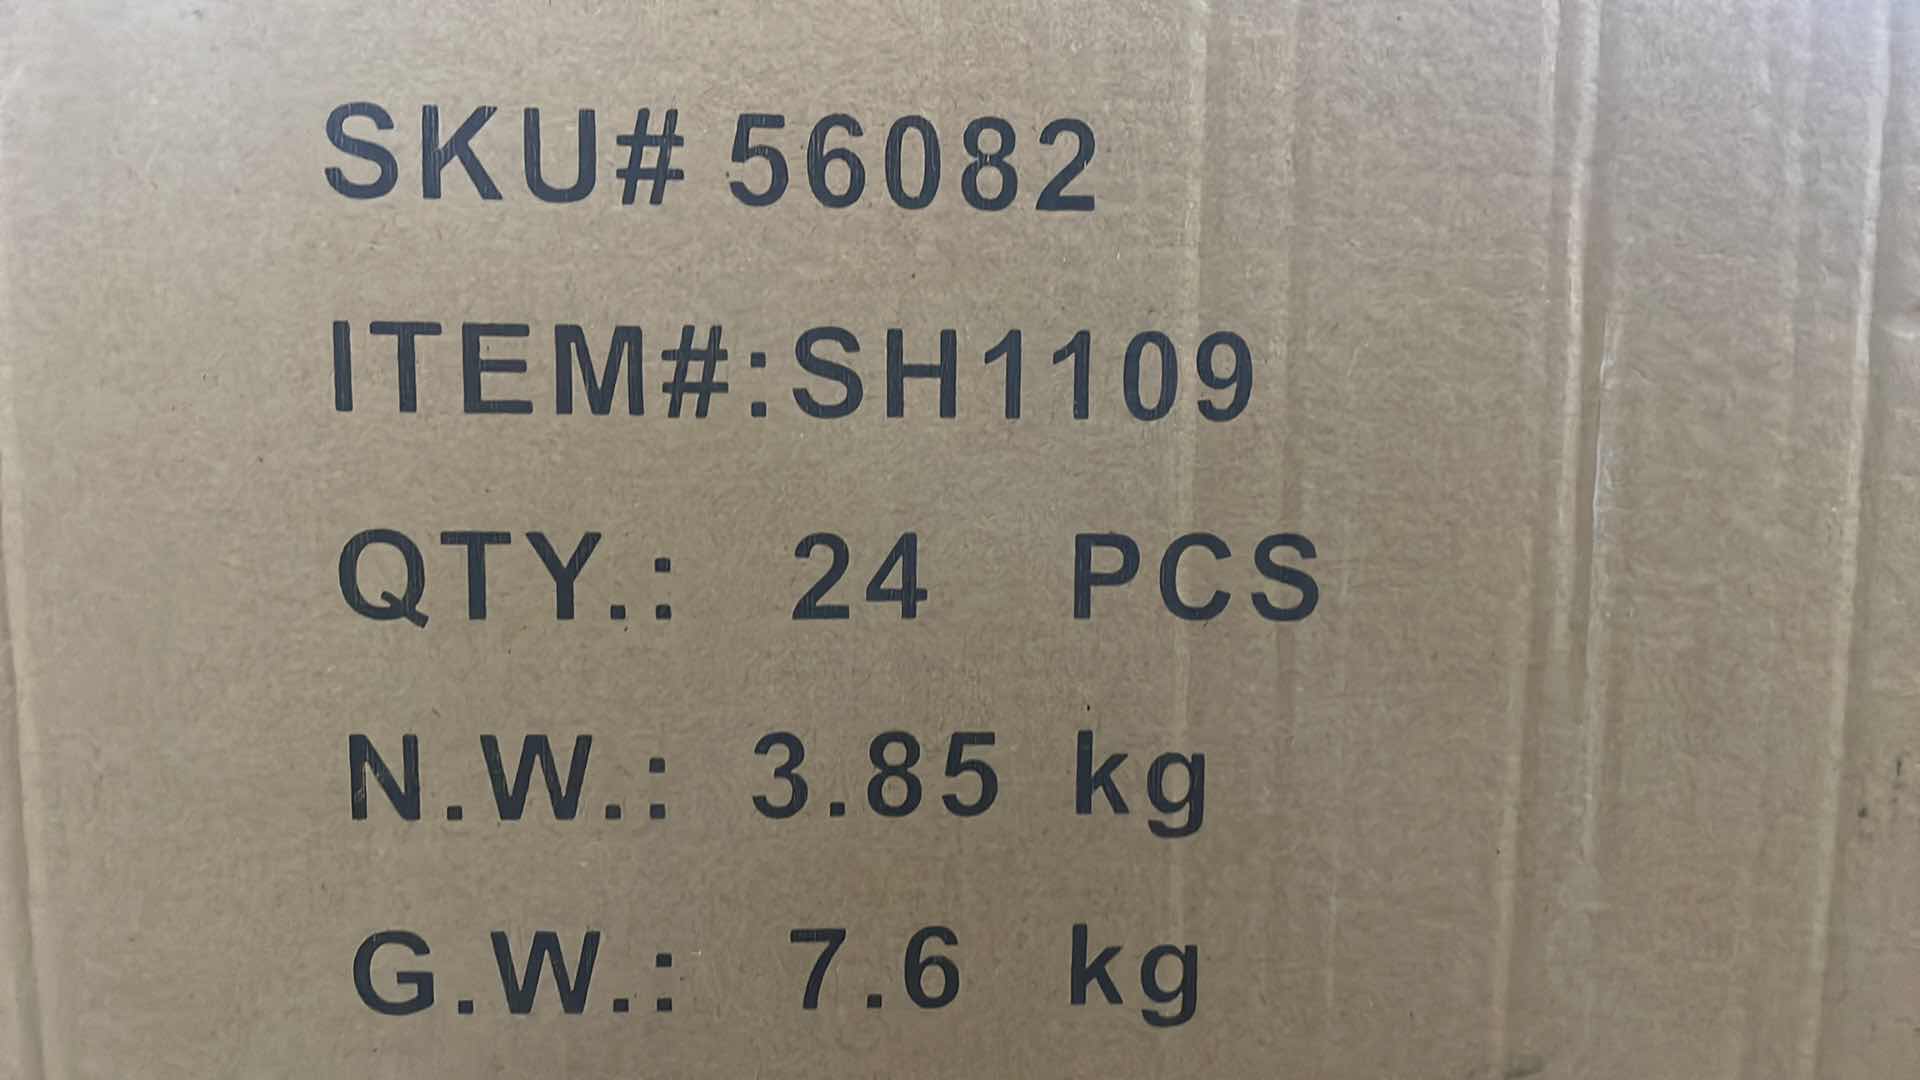 SKU# 56082
ITEM#:SH1109
QTY.: 24 PCS
N.W.: 3.85 kg
G.W.: 7.6 kg